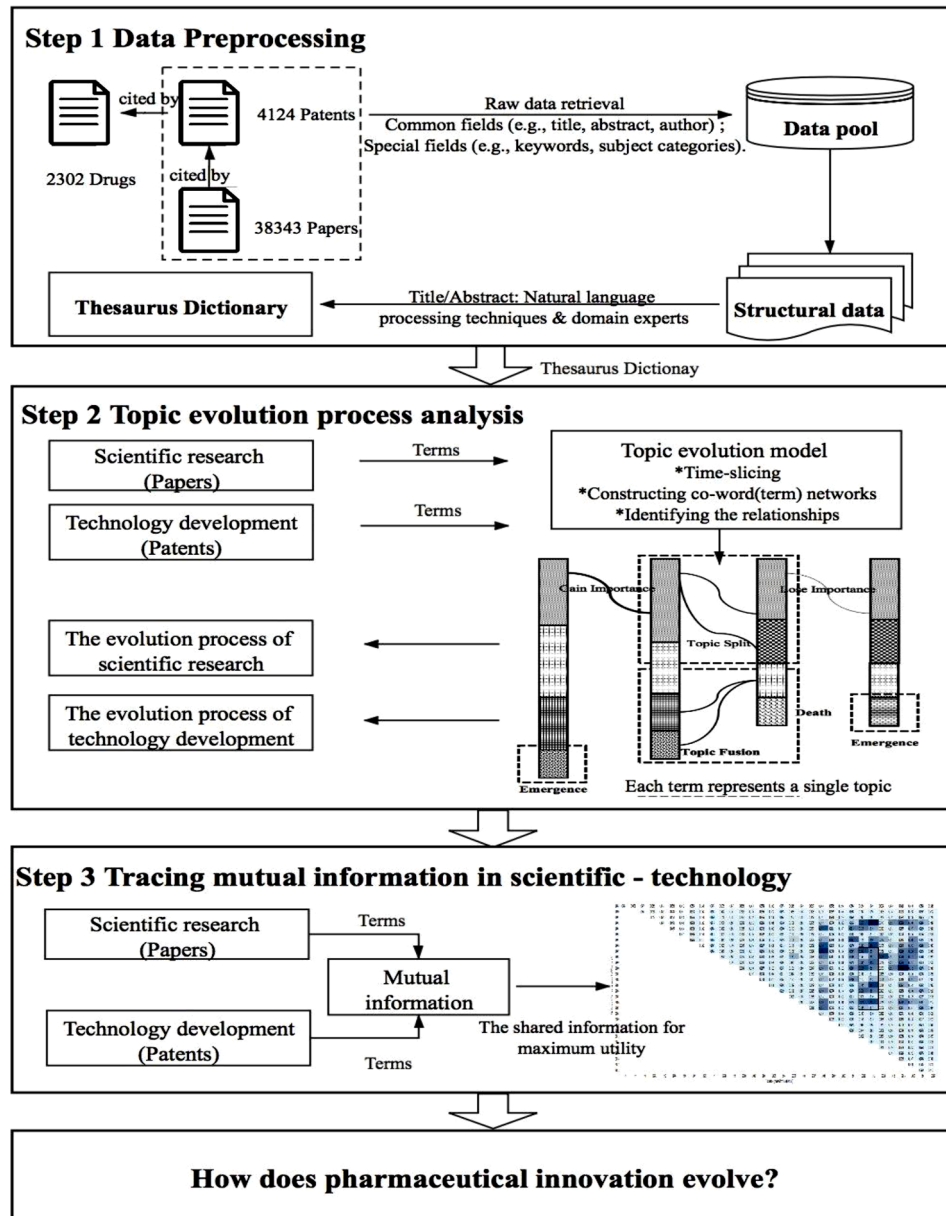 Step 1 Data Preprocessing
cited by
4124 Patents
2302 Drugs
cited by
38343 Papers
Raw data retrieval
Common fields (e.g., title, abstract, author) ;
Special fields (e.g., keywords, subject categories).
Data pool
Structural data
Title/Abstract: Natural language
processing techniques & domain experts
Thesaurus Dictionary
Thesaurus Dictionay
Step 2 Topic evolution process analysis
Scientific research
(Papers)
Terms
Technology development
(Patents)
Terms
Topic evolution model
*Time-slicing
*Constructing co-word(term) networks
*Identifying the relationships
The evolution process of
scientific research
The evolution process of
technology development
Gain Importance
Lose Importance
Topic Split
Death
Topic Fusion
Emergence
Emergence
Each term represents a single topic
Step 3 Tracing mutual information in scientific - technology
Scientific research
(Papers)
Terms
Mutual
information
Technology development
(Patents)
Terms
The shared information for
maximum utility
How does pharmaceutical innovation evolve?